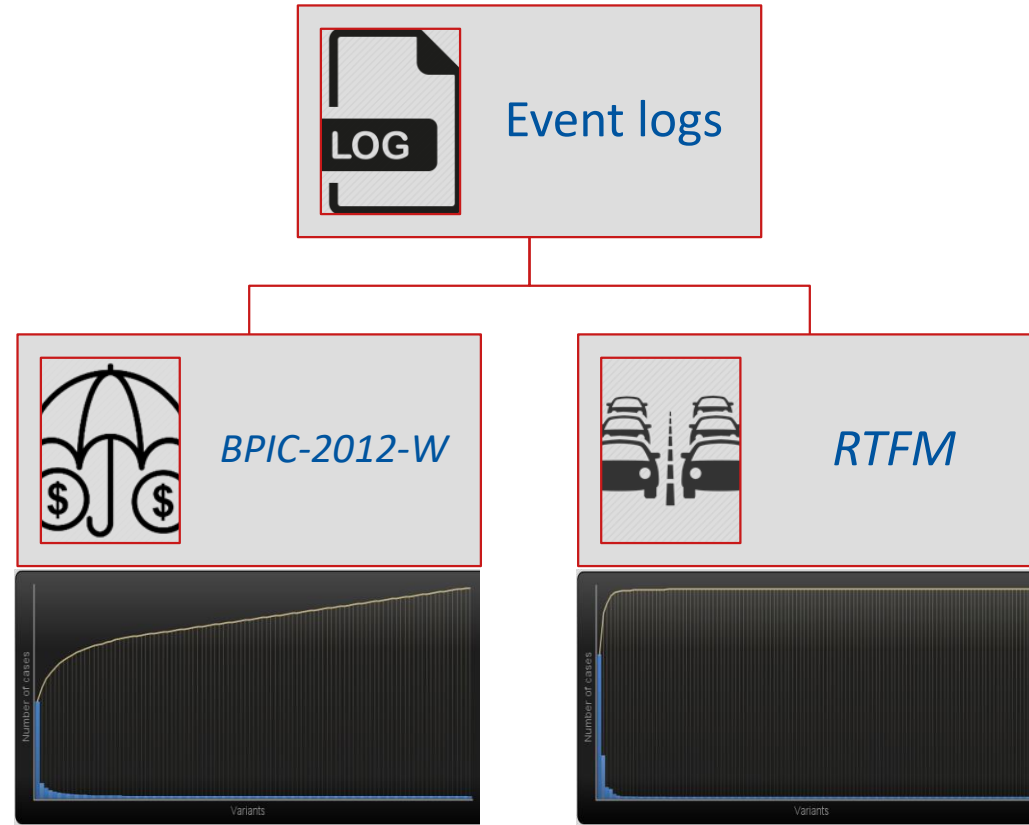 LOG
Event logs
BPIC-2012-W
$ $
RTFM
Number of cases
Variants
Number of cases
Variants